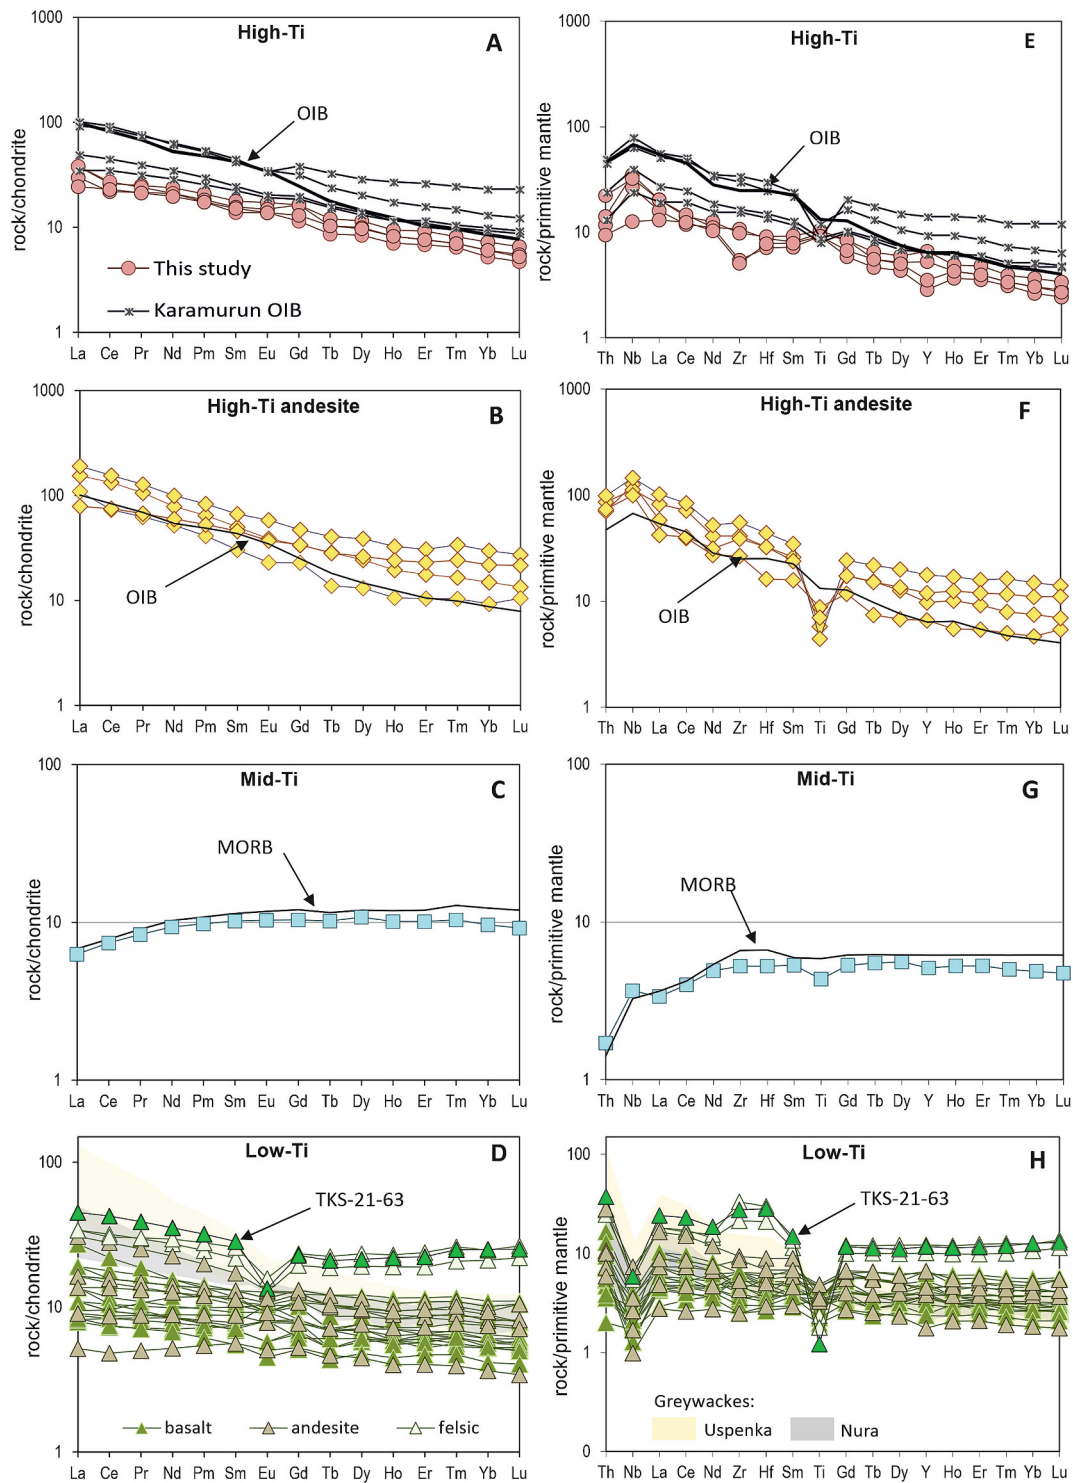 High-Ti
A
rock/chondrite
1000
100
10
1
OIB
This study
Karamurun OIB
La Ce Pr Nd Pm Sm Eu Gd Tb Dy Ho Er Tm Yb Lu
High-Ti
E
rock/primitive mantle
1000
100
10
1
OIB
Th Nb La Ce Nd Zr Hf Sm Ti Gd Tb Dy Y Ho Er Tm Yb Lu
High-Ti andesite
B
rock/chondrite
1000
100
10
1
OIB
La Ce Pr Nd Pm Sm Eu Gd Tb Dy Ho Er Tm Yb Lu
High-Ti andesite
F
rock/primitive mantle
1000
100
10
1
OIB
Th Nb La Ce Nd Zr Hf Sm Ti Gd Tb Dy Y Ho Er Tm Yb Lu
Mid-Ti
C
rock/chondrite
100
10
1
MORB
La Ce Pr Nd Pm Sm Eu Gd Tb Dy Ho Er Tm Yb Lu
Mid-Ti
G
rock/primitive mantle
100
10
1
MORB
Th Nb La Ce Nd Zr Hf Sm Ti Gd Tb Dy Y Ho Er Tm Yb Lu
Low-Ti
D
rock/chondrite
100
10
1
TKS-21-63
basalt andesite felsic
La Ce Pr Nd Pm Sm Eu Gd Tb Dy Ho Er Tm Yb Lu
Low-Ti
H
rock/primitive mantle
100
10
1
0
TKS-21-63
Greywackes:
Uspenka Nura
Th Nb La Ce Nd Zr Hf Sm Ti Gd Tb Dy Y Ho Er Tm Yb Lu